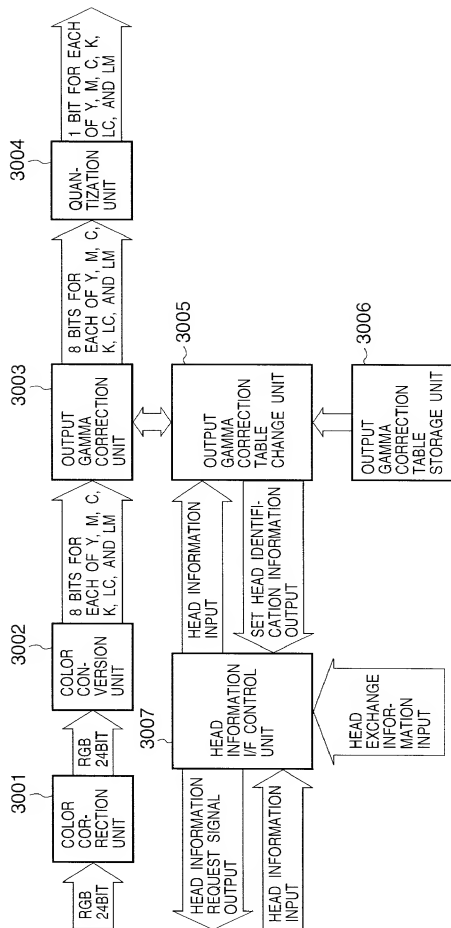 RGB
24BIT
3001
COLOR
COR-
RECTION
UNIT
RGB
24BIT
3002
COLOR
CON-
VERSION
UNIT
8 BITS FOR
EACH OF Y, M, C,
K, LC, AND LM
3003
OUTPUT
GAMMA
CORRECTION
UNIT
8 BITS FOR
EACH OF Y, M, C,
K, LC, AND LM
3004
QUAN-
TIZATION
UNIT
1 BIT FOR EACH
OF Y, M, C, K,
LC, AND LM
HEAD INFORMATION
REQUEST SIGNAL
OUTPUT
HEAD INFORMATION
INPUT
3007
HEAD
INFORMATION
I/F CONTROL
UNIT
HEAD INFORMATION
INPUT
SET HEAD IDENTIFI-
CATION INFORMATION
OUTPUT
3005
OUTPUT
GAMMA
CORRECTION
TABLE
CHANGE UNIT
HEAD
EXCHANGE
INFOR-
MATION
INPUT
3006
OUTPUT
GAMMA
CORRECTION
TABLE
STORAGE UNIT